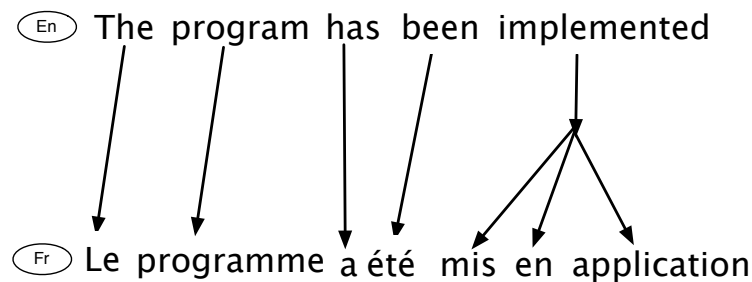 En The program has been implemented
Fr Le programme a été mis en application